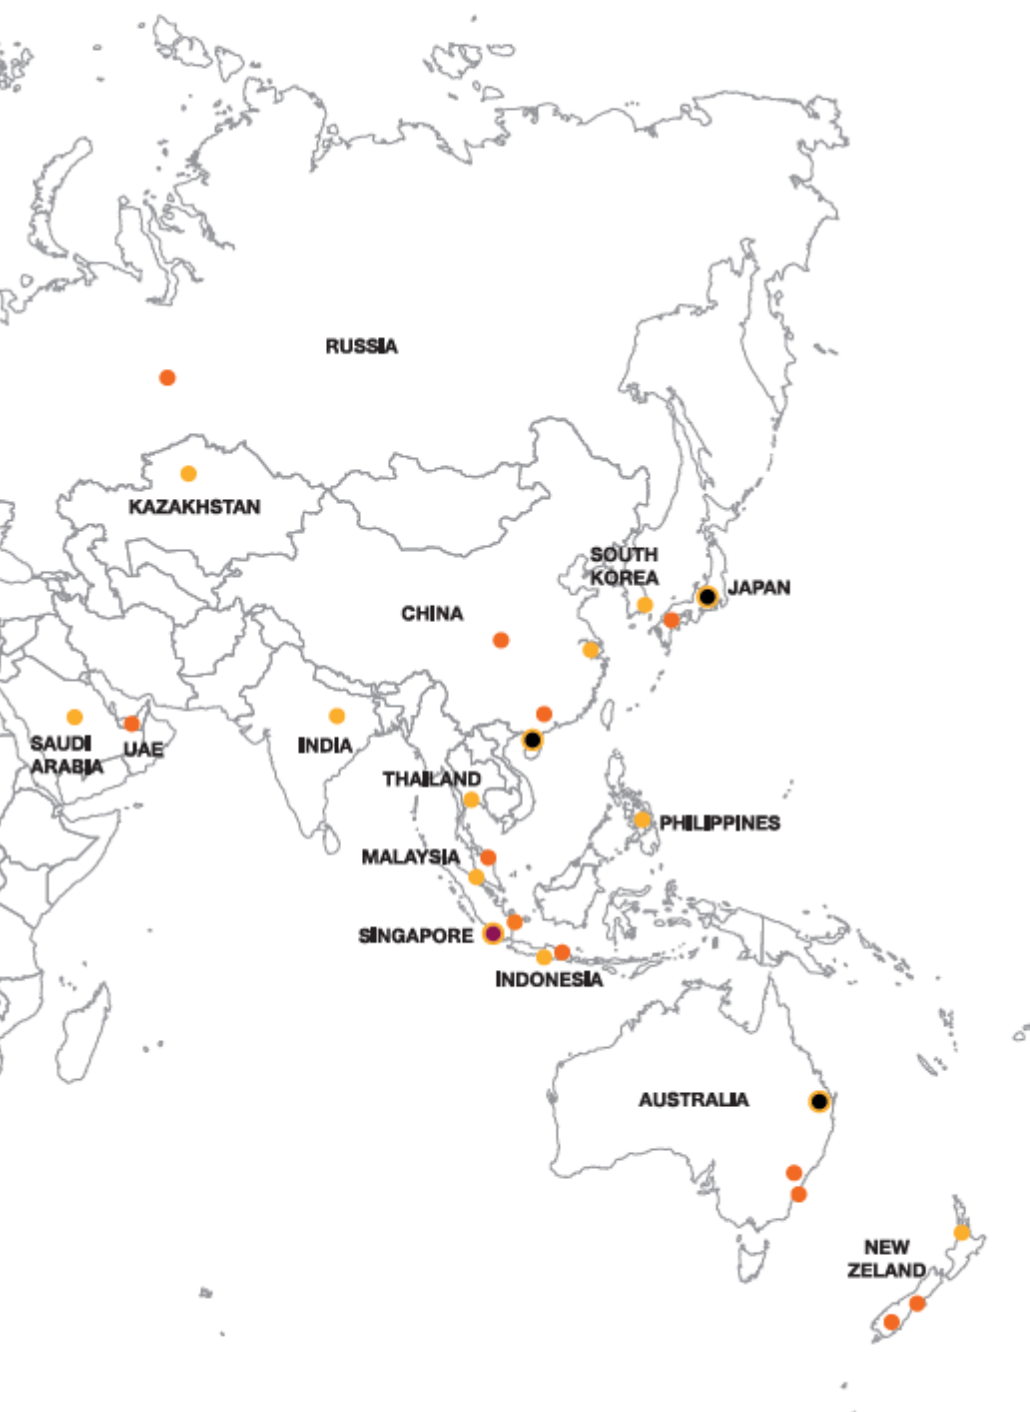 RUSSIA
KAZAKHSTAN
SOUTH
KOREA
JAPAN
CHINA
SAUDI
ARABIA
UAE
INDIA
THAILAND
PHILIPPINES
MALAYSIA
SINGAPORE
INDONESIA
AUSTRALIA
NEW
ZELAND